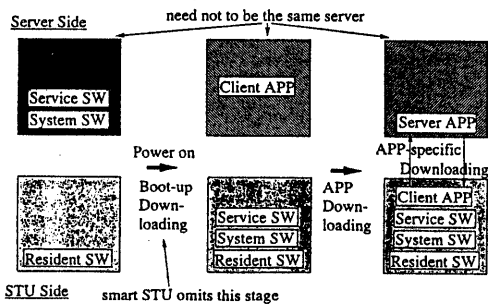 need not to be the same server
Server Side
Service SW
System SW
Client APP
Server APP
Power on
Boot-up
Down-
loading
APP
Down-
loading
APP-specific
Downloading
Resident SW
Service SW
System SW
Resident SW
Client APP
Service SW
System SW
Resident SW
STU Side
smart STU omits this stage